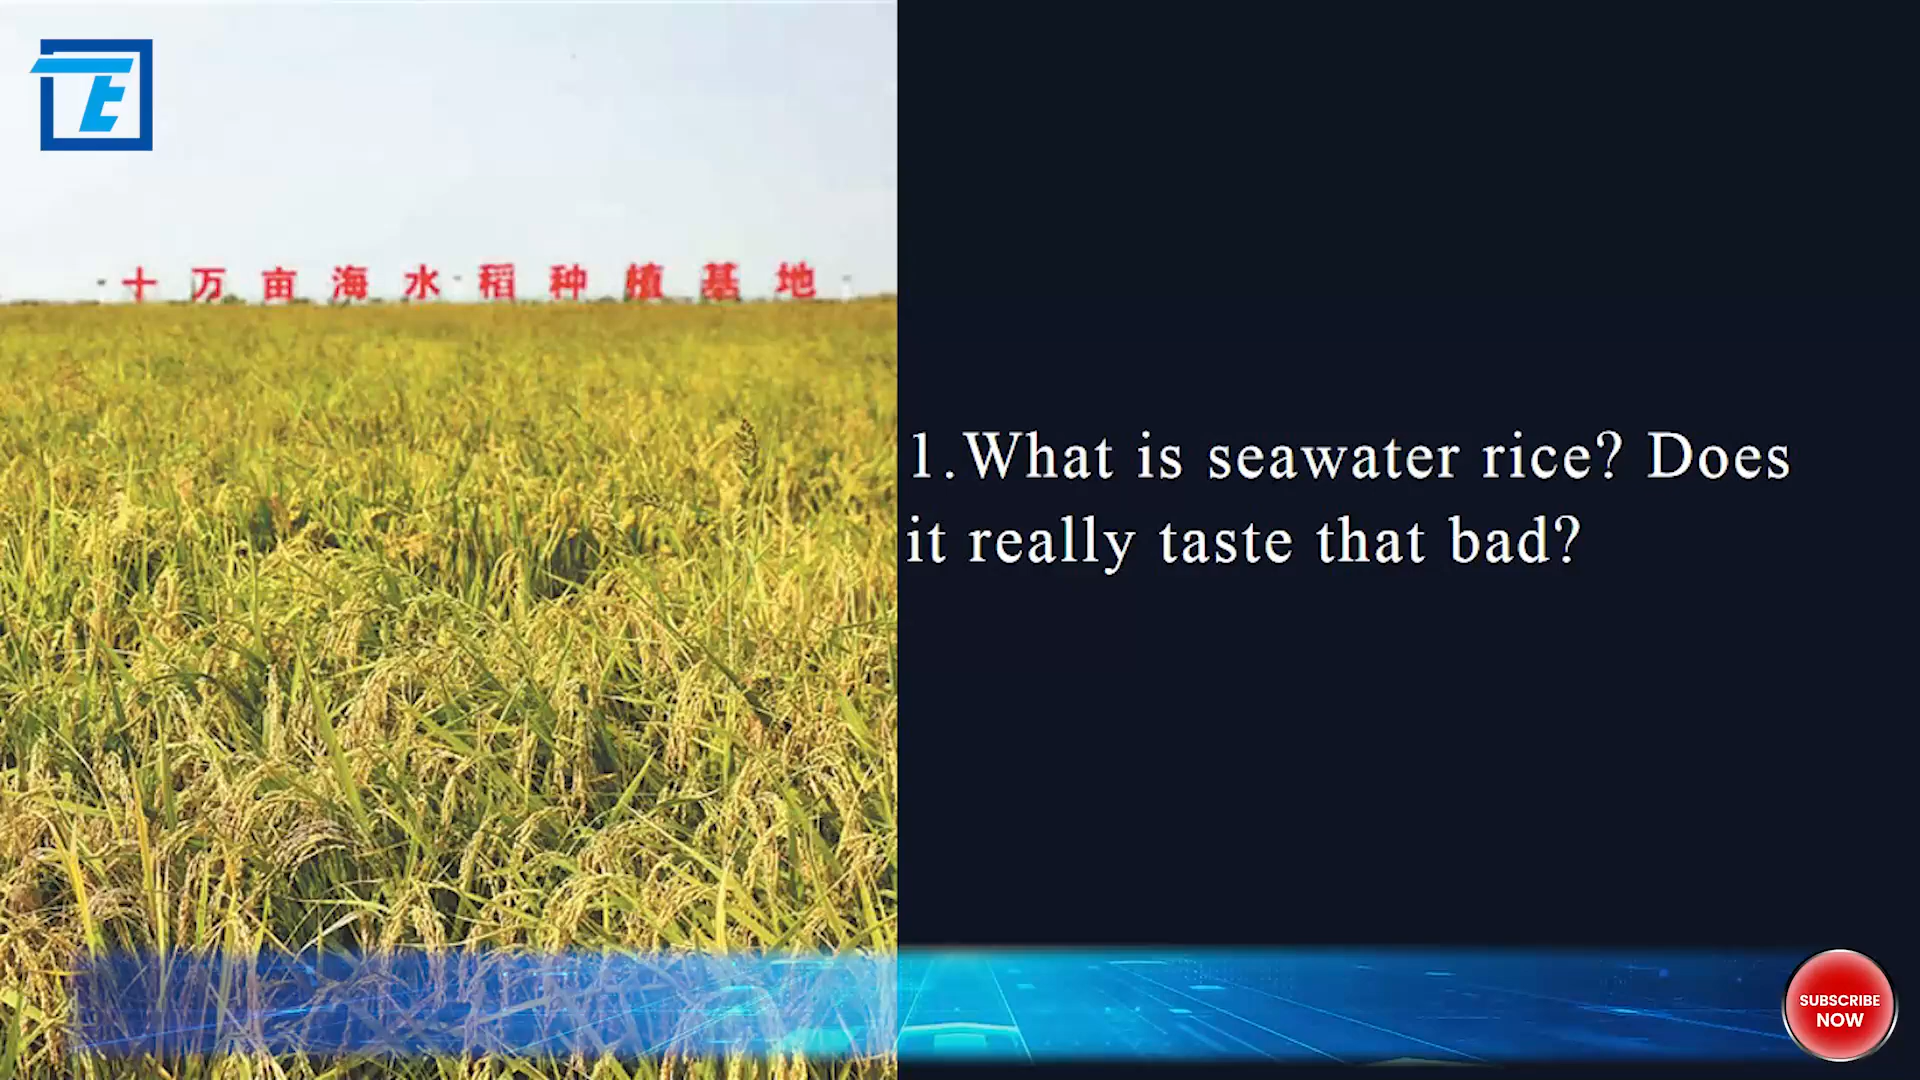 十万亩海水稻种植基地
1.What is seawater rice? Does
it really taste that bad?
SUBSCRIBE
NOW